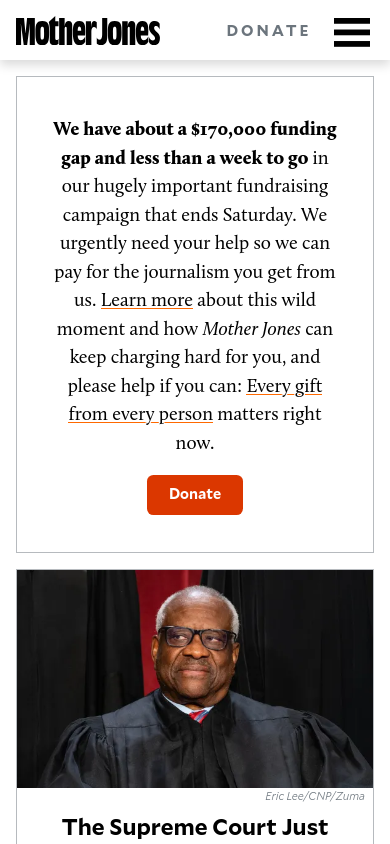 Mother Jones
DONATE
We have about a $170,000 funding
gap and less than a week to go in
our hugely important fundraising
campaign that ends Saturday. We
urgently need your help so we can
pay for the journalism you get from
us. Learn more about this wild
moment and how Mother Jones can
keep charging hard for you, and
please help if you can: Every gift
from every person matters right
now.
Donate
Eric Lee/CNP/Zuma
The Supreme Court Just